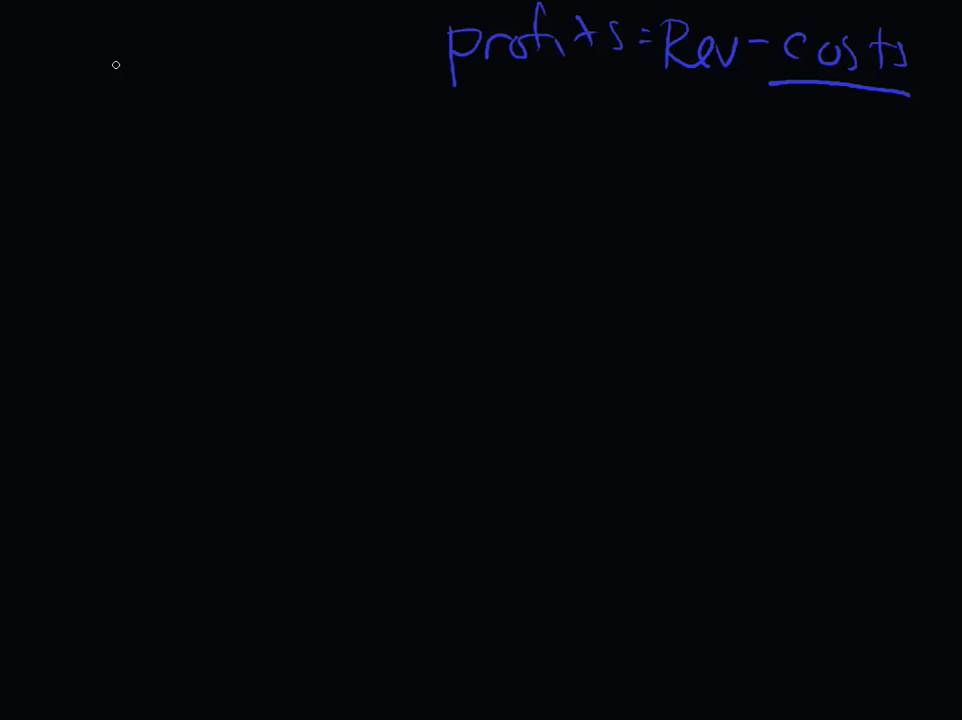 profits = Rev - costs